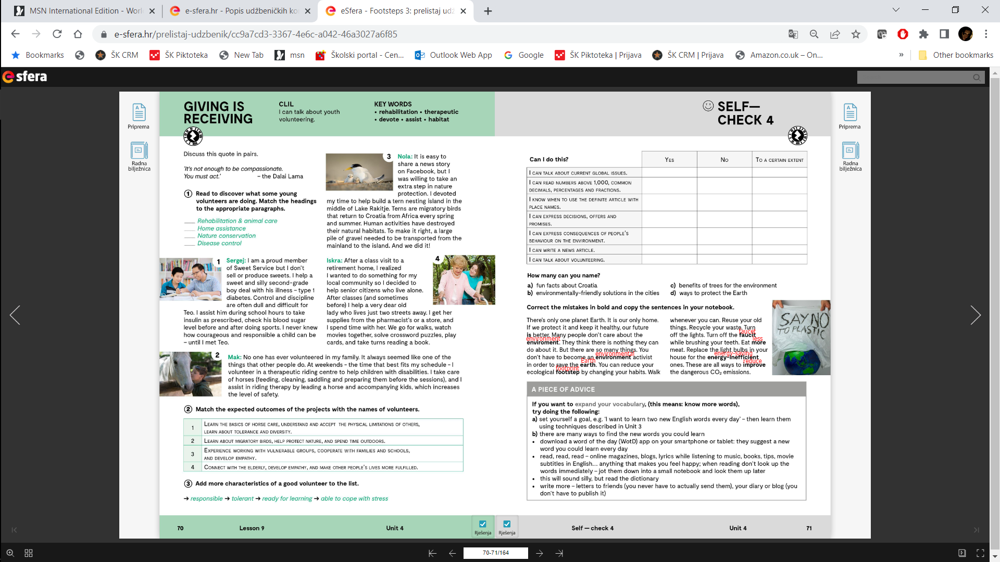 MSN International Edition - Worl
e-sfera.hr - Popis udžbeničkih ko
eSfera - Footsteps 3: prelistaj udž
e-sfera.hr/prelistaj-udzbenik/cc9a7cd3-3367-4e6c-a042-46a3027a6f85
Bookmarks
ŠK CRM
ŠK Piktoteka
New Tab
msn
Školski portal - Cen...
Outlook Web App
Google
ŠK Piktoteka | Prijava
ŠK CRM | Prijava
Amazon.co.uk – On...
»
Other bookmarks
esfera
Priprema
Radna
bilježnica
GIVING IS
RECEIVING
CLIL
I can talk about youth
volunteering.
KEY WORDS
• rehabilitation • therapeutic
• devote • assist • habitat
Discuss this quote in pairs.
'It's not enough to be compassionate.
You must act.' – the Dalai Lama
1 Read to discover what some young
volunteers are doing. Match the headings
to the appropriate paragraphs.
___ Rehabilitation & animal care
___ Home assistance
___ Nature conservation
___ Disease control
1
Sergej: I am a proud member
of Sweet Service but I don't
sell or produce sweets. I help a
sweet and silly second-grade
boy deal with his illness – type 1
diabetes. Control and discipline
are often dull and difficult for
Teo. I assist him during school hours to take
insulin as prescribed, check his blood sugar
level before and after doing sports. I never knew
how courageous and responsible a child can be
– until I met Teo.
3
Nola: It is easy to
share a news story
on Facebook, but I
was willing to take an
extra step in nature
protection. I devoted
my time to help build a tern nesting island in the
middle of Lake Rakitje. Terns are migratory birds
that return to Croatia from Africa every spring
and summer. Human activities have destroyed
their natural habitats. To make it right, a large
pile of gravel needed to be transported from the
mainland to the island. And we did it!
4
Iskra: After a class visit to a
retirement home, I realized
I wanted to do something for my
local community so I decided to
help senior citizens who live alone.
After classes (and sometimes
before) I help a very dear old
lady who lives just two streets away. I get her
supplies from the pharmacist's or a store, and
I spend time with her. We go for walks, watch
movies together, solve crossword puzzles, play
cards, and take turns reading a book.
2
Mak: No one has ever volunteered in my family. It always seemed like one of the
things that other people do. At weekends – the time that best fits my schedule – I
volunteer in a therapeutic riding centre to help children with disabilities. I take care
of horses (feeding, cleaning, saddling and preparing them before the sessions), and I
assist in riding therapy by leading a horse and accompanying kids, which increases
the level of safety.
2 Match the expected outcomes of the projects with the names of volunteers.
1 Learn the basics of horse care, understand and accept the physical limitations of others,
learn about tolerance and diversity.
2 Learn about migratory birds, help protect nature, and spend time outdoors.
3 Experience working with vulnerable groups, cooperate with families and schools,
and develop empathy.
4 Connect with the elderly, develop empathy, and make other people's lives more fulfilled.
3 Add more characteristics of a good volunteer to the list.
→ responsible → tolerant → ready for learning → able to cope with stress
70 Lesson 9 Unit 4
Rješenja
SELF—
CHECK 4
Priprema
Radna
bilježnica
Can I do this? Yes No To a certain extent
I can talk about current global issues.
I can read numbers above 1,000, common
decimals, percentages and fractions.
I know when to use the definite article with
place names.
I can express decisions, offers and
promises.
I can express consequences of people's
behaviour on the environment.
I can write a news article.
I can talk about volunteering.
How many can you name?
a) fun facts about Croatia
b) environmentally-friendly solutions in the cities
c) benefits of trees for the environment
d) ways to protect the Earth
Correct the mistakes in bold and copy the sentences in your notebook.
There's only one planet Earth. It is our only home.
If we protect it and keep it healthy, our future
is better. Many people don't care about the
environment
enviroment. They think there is nothing they can
do about it. But there are so many things. You
environmental
don't have to become an environment activist
Earth
in order to save the earth. You can reduce your
footprint
ecological footstep by changing your habits. Walk
whenever you can. Reuse your old
things. Recycle your waste. Turn
faucet
off the lights. Turn off the faucit
less
while brushing your teeth. Eat more
meat. Replace the light bulbs in your
energy-saving
house for the energy-inefficient
reduce
ones. These are all ways to improve
the dangerous CO₂ emissions.
SAY NO
TO PLASTIC
A PIECE OF ADVICE
If you want to expand your vocabulary, (this means: know more words),
try doing the following:
a) set yourself a goal, e.g. 'I want to learn two new English words every day' – then learn them
using techniques described in Unit 3
b) there are many ways to find the new words you could learn
• download a word of the day (WotD) app on your smartphone or tablet: they suggest a new
word you could learn every day
• read, read, read – online magazines, blogs, lyrics while listening to music, books, tips, movie
subtitles in English... anything that makes you feel happy; when reading don't look up the
words immediately – jot them down into a small notebook and look them up later
• this will sound silly, but read the dictionary
• write more – letters to friends (you never have to actually send them), your diary or blog (you
don't have to publish it)
Rješenja
Self — check 4 Unit 4 71
70-71/164